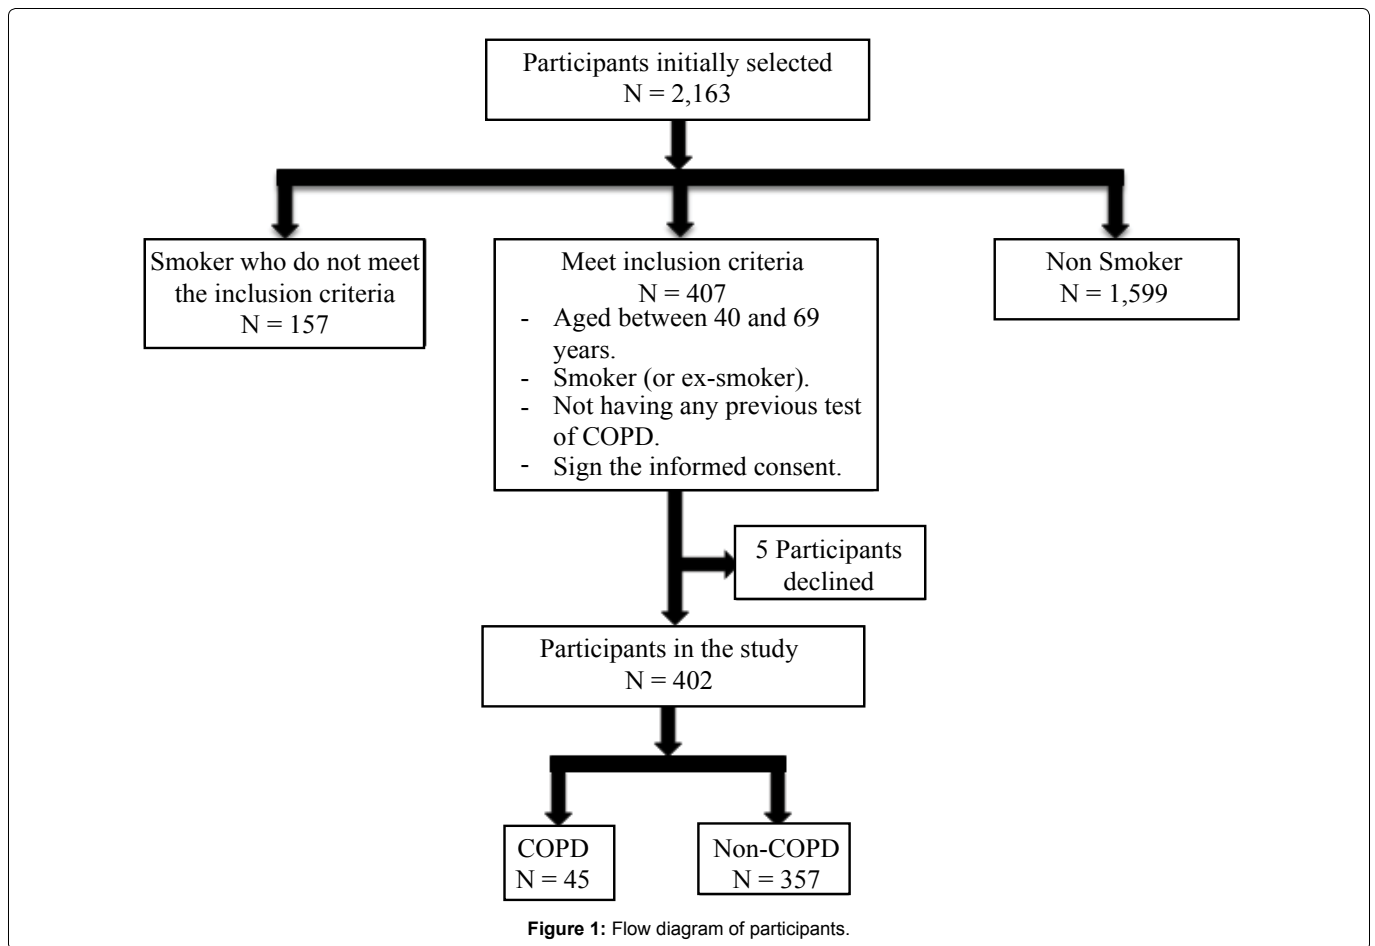 Participants initially selected
N = 2,163
Smoker who do not meet
the inclusion criteria
N = 157
Meet inclusion criteria
N = 407
- Aged between 40 and 69
years.
- Smoker (or ex-smoker).
- Not having any previous test
of COPD.
- Sign the informed consent.
Non Smoker
N = 1,599
5 Participants
declined
Participants in the study
N = 402
COPD
N = 45
Non-COPD
N = 357
Figure 1: Flow diagram of participants.